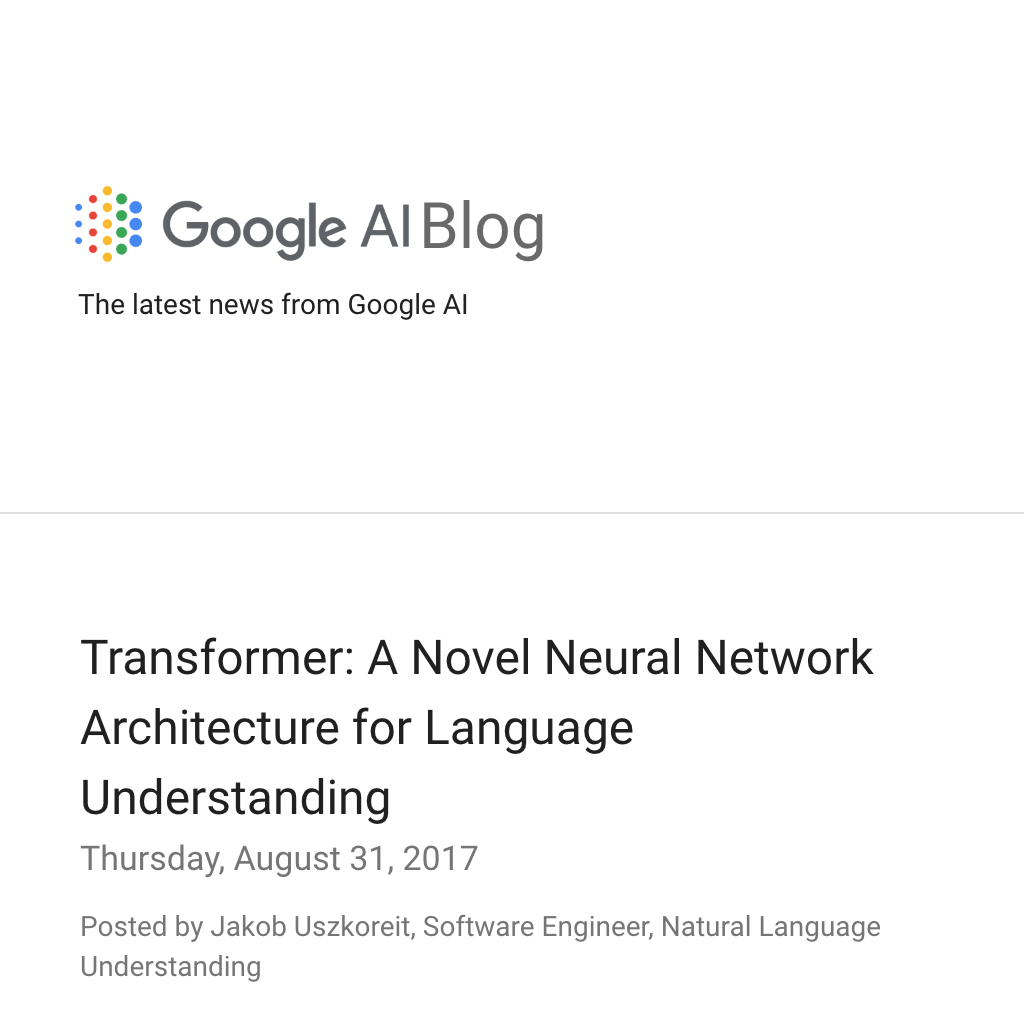 Google AI Blog
The latest news from Google AI
Transformer: A Novel Neural Network
Architecture for Language
Understanding
Thursday, August 31, 2017
Posted by Jakob Uszkoreit, Software Engineer, Natural Language
Understanding